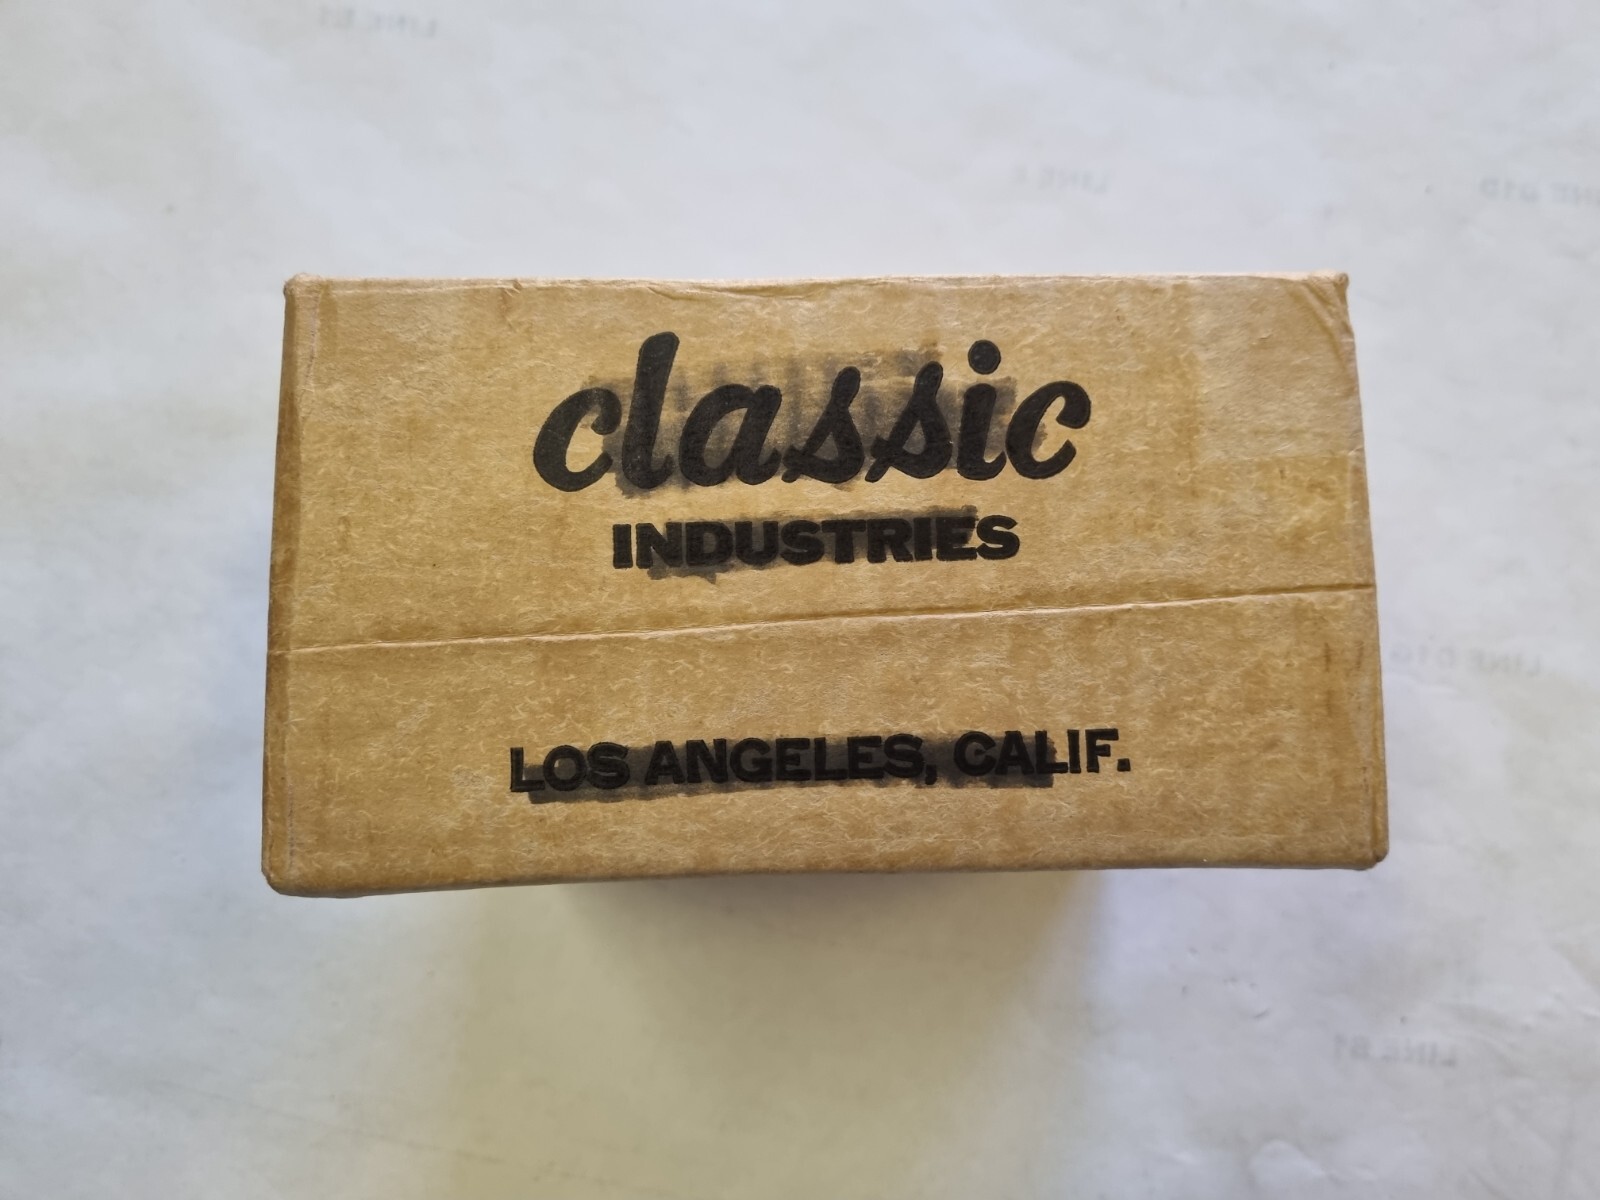 classic
INDUSTRIES
LOS ANGELES, CALIF.